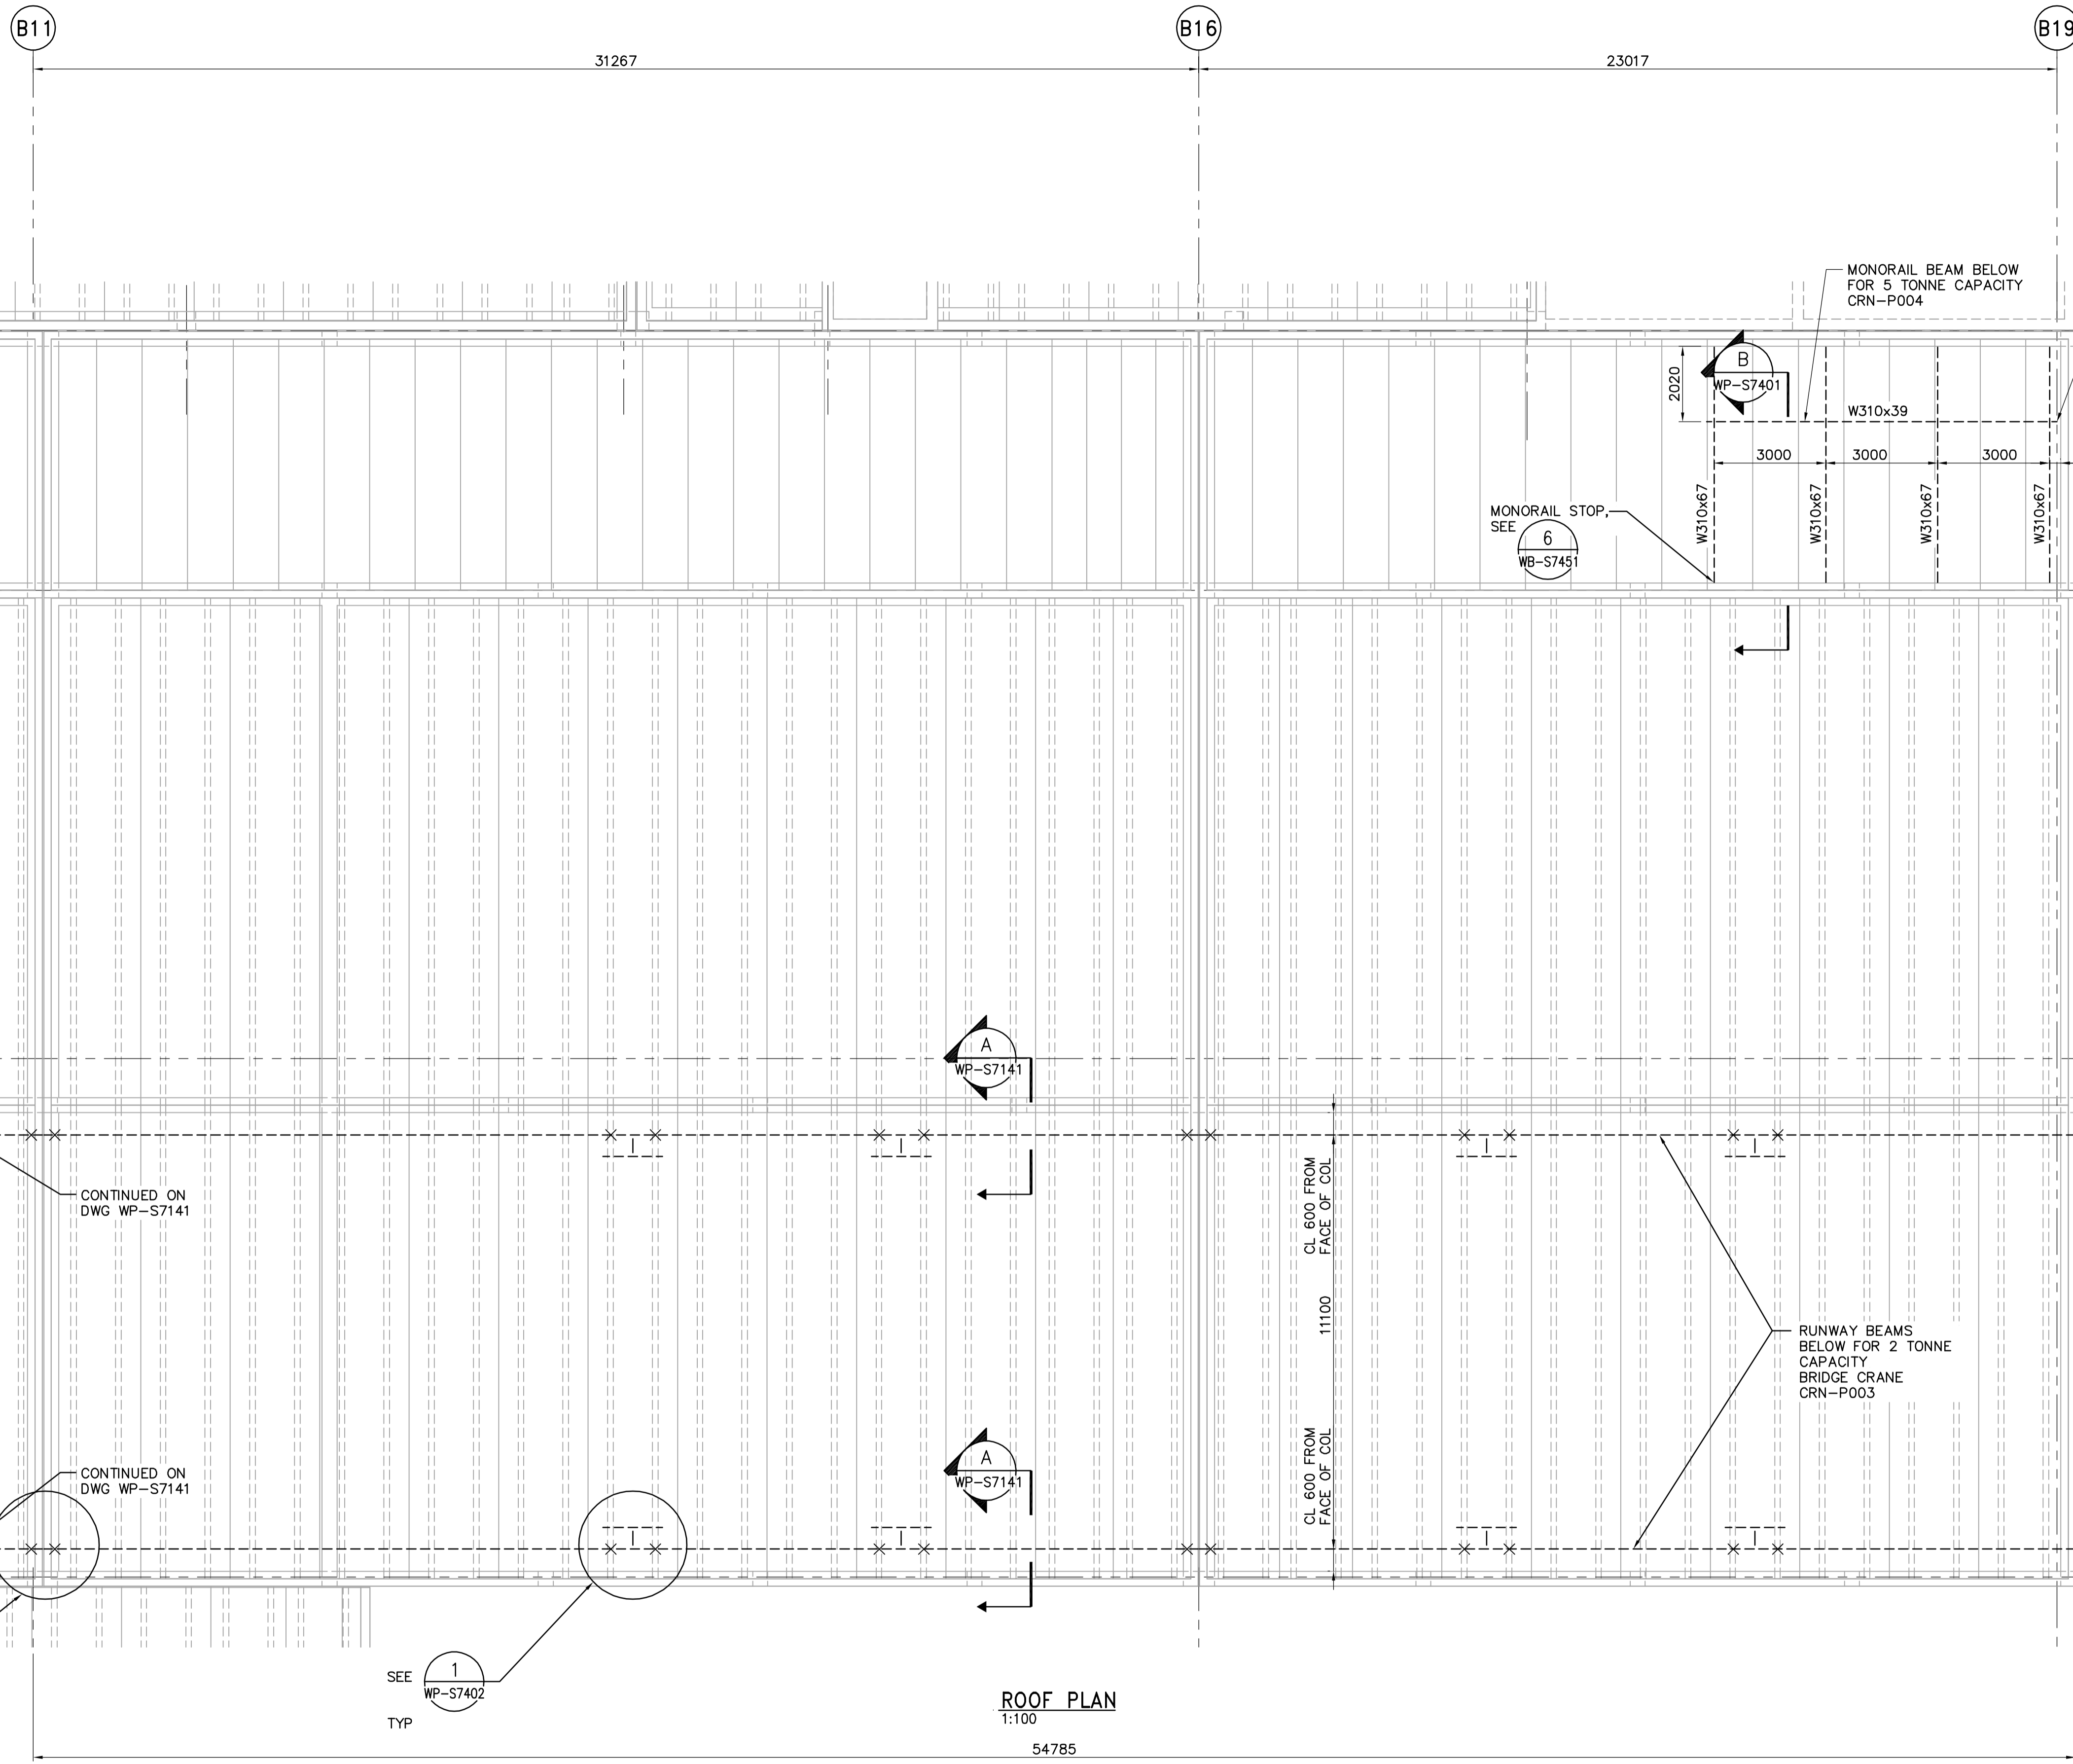 B11
B16
B19
31267
23017
MONORAIL BEAM BELOW
FOR 5 TONNE CAPACITY
CRN-P004
B
WP-S7401
2020
W310x39
3000
3000
3000
W310x67
W310x67
W310x67
W310x67
MONORAIL STOP,
SEE
6
WB-S7451
A
WP-S7141
CONTINUED ON
DWG WP-S7141
CL 600 FROM
FACE OF COL
11100
RUNWAY BEAMS
BELOW FOR 2 TONNE
CAPACITY
BRIDGE CRANE
CRN-P003
CL 600 FROM
FACE OF COL
A
WP-S7141
CONTINUED ON
DWG WP-S7141
SEE
1
WP-S7402
TYP
ROOF PLAN
1:100
54785